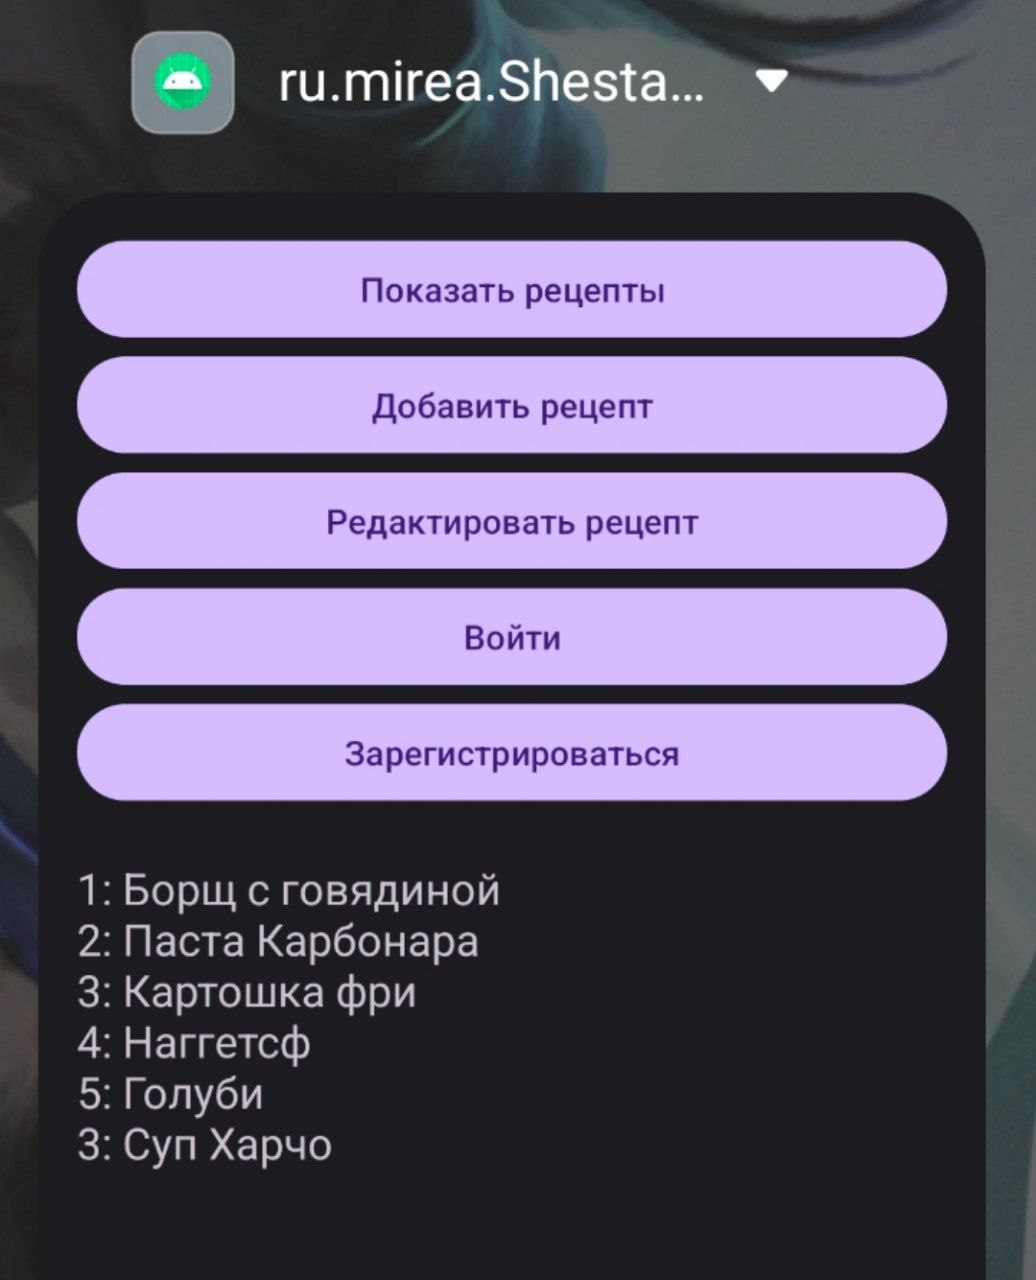 ru.mirea.Shesta...
Показать рецепты
Добавить рецепт
Редактировать рецепт
Войти
Зарегистрироваться
1: Борщ с говядиной
2: Паста Карбонара
3: Картошка фри
4: Наггетсф
5: Голуби
3: Суп Харчо